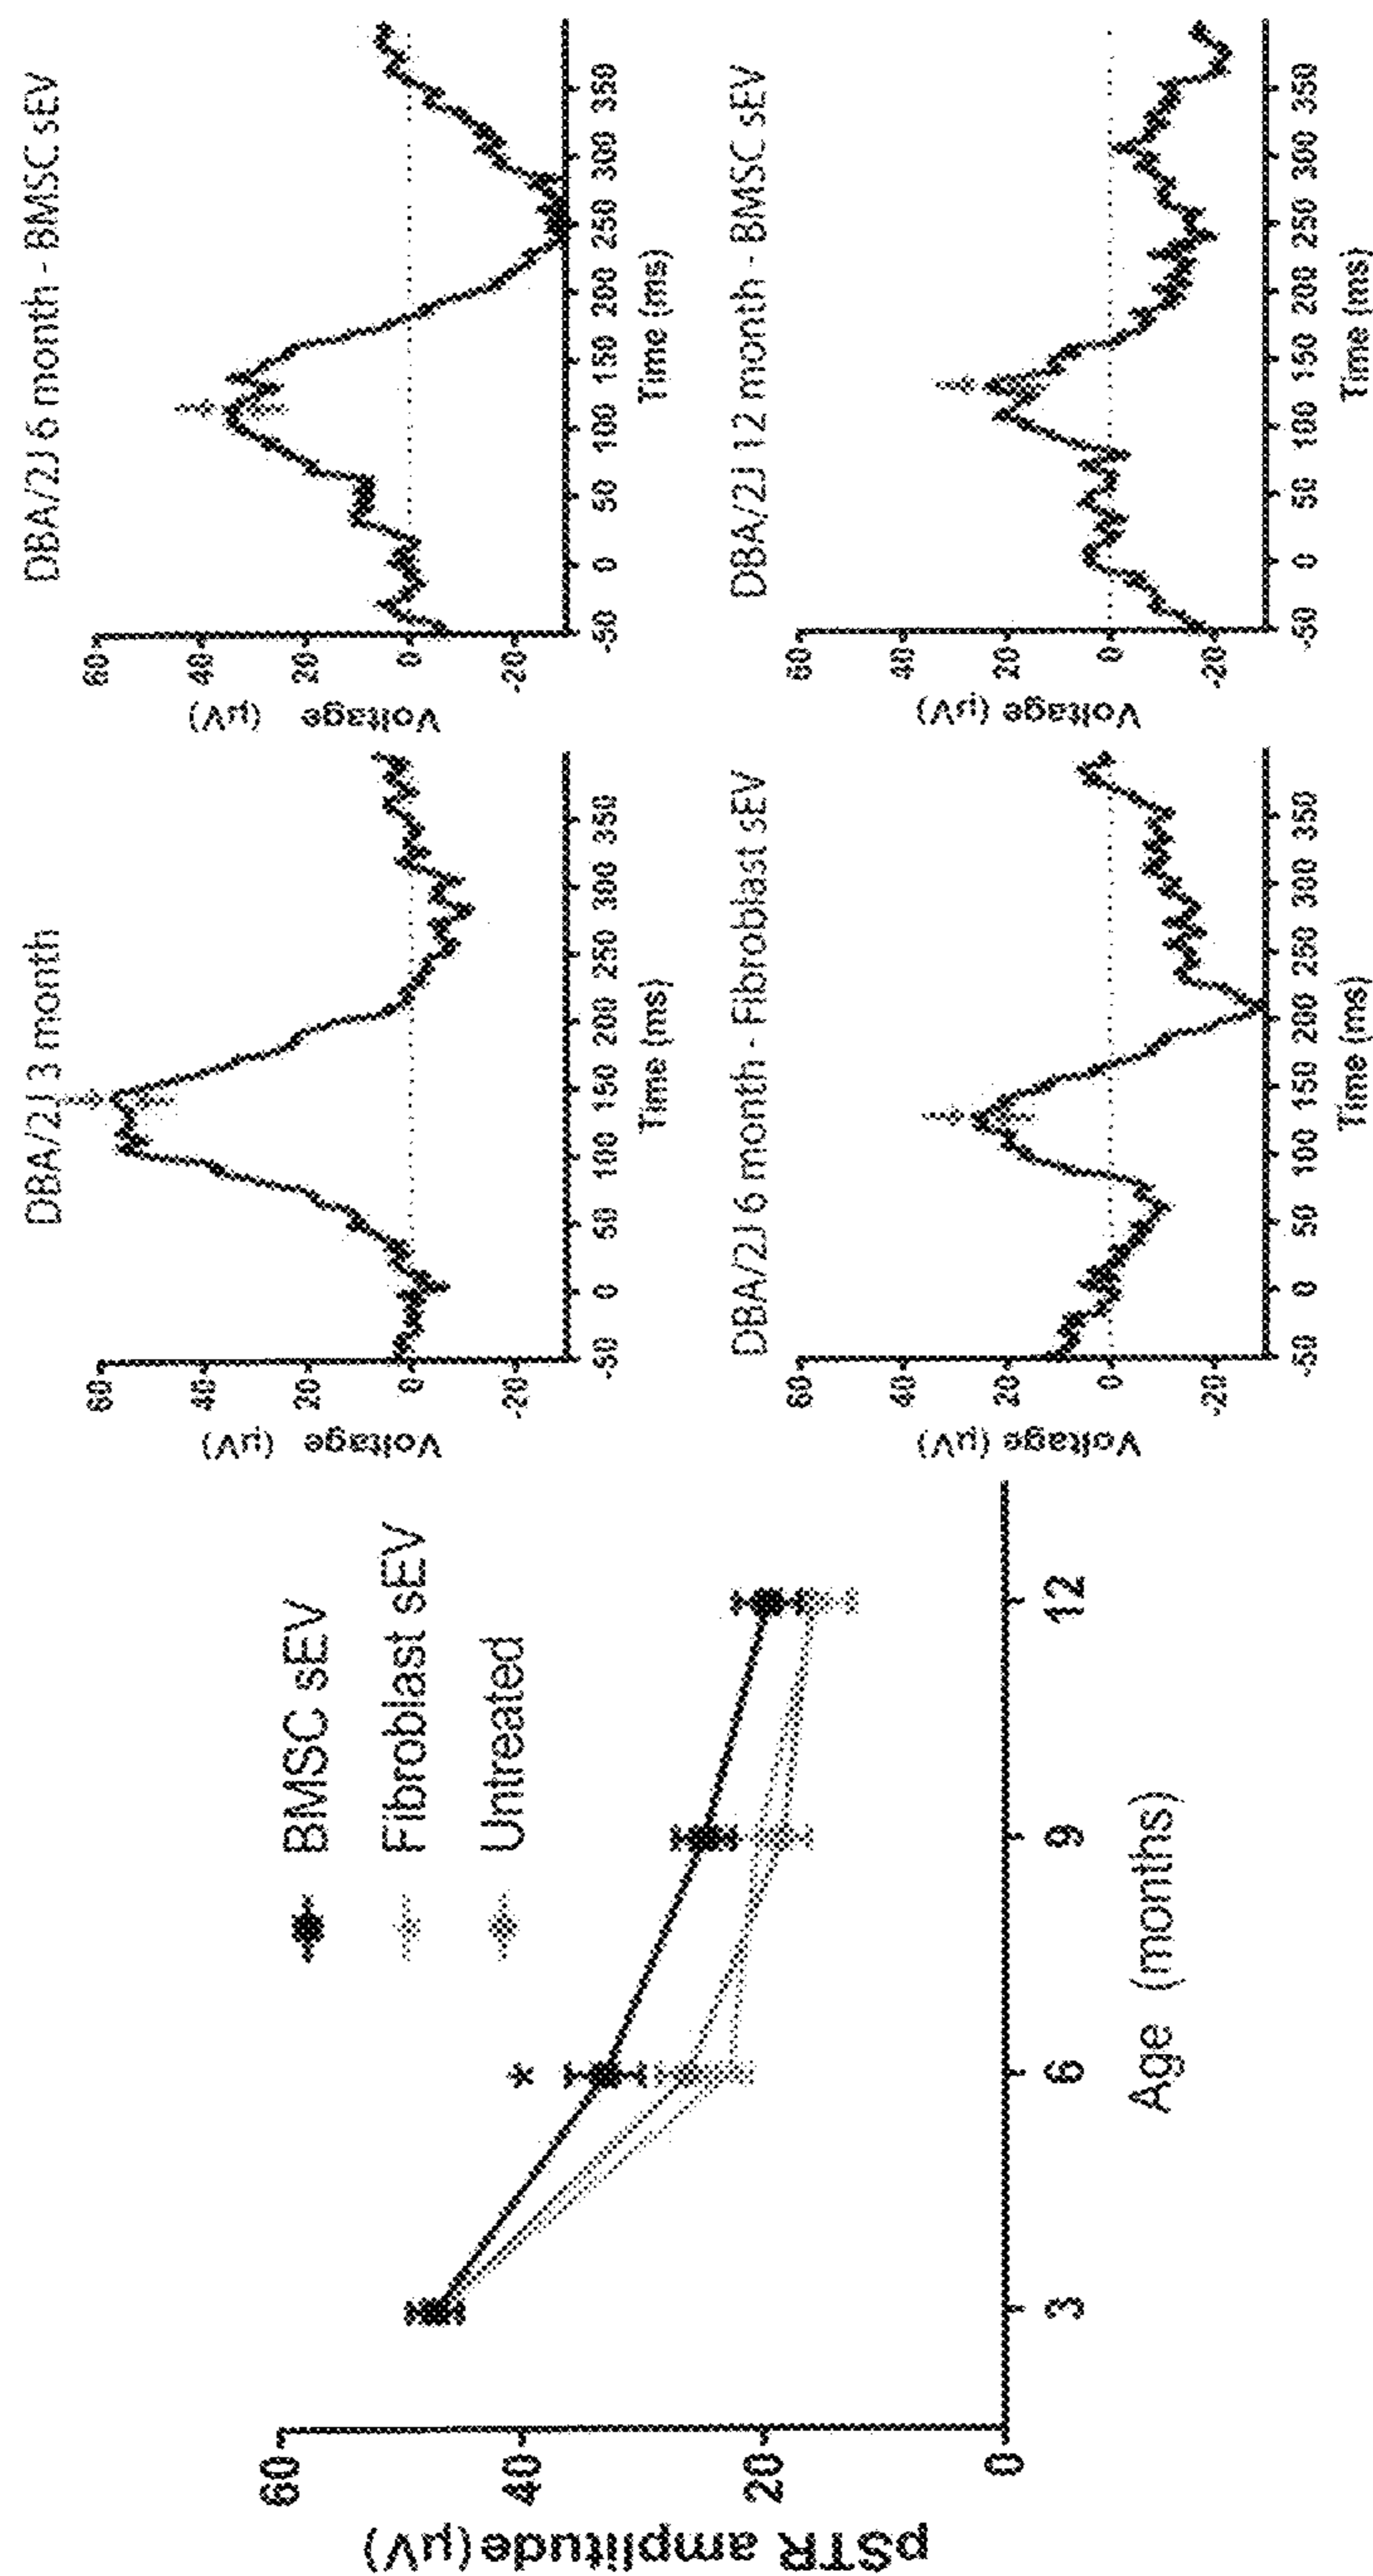 60
40
20
0
pSTR amplitude (µV)
3
6
9
12
Age (months)
*
BMSC sEV
Fibroblast sEV
Untreated
DBA/2J 3 month
60
40
20
0
-20
Voltage (µV)
-50 0 50 100 150 200 250 300 350
Time (ms)
DBA/2J 6 month - BMSC sEV
60
40
20
0
-20
Voltage (µV)
-50 0 50 100 150 200 250 300 350
Time (ms)
DBA/2J 6 month - Fibroblast sEV
60
40
20
0
-20
Voltage (µV)
-50 0 50 100 150 200 250 300 350
Time (ms)
DBA/2J 12 month - BMSC sEV
60
40
20
0
-20
Voltage (µV)
-50 0 50 100 150 200 250 300 350
Time (ms)